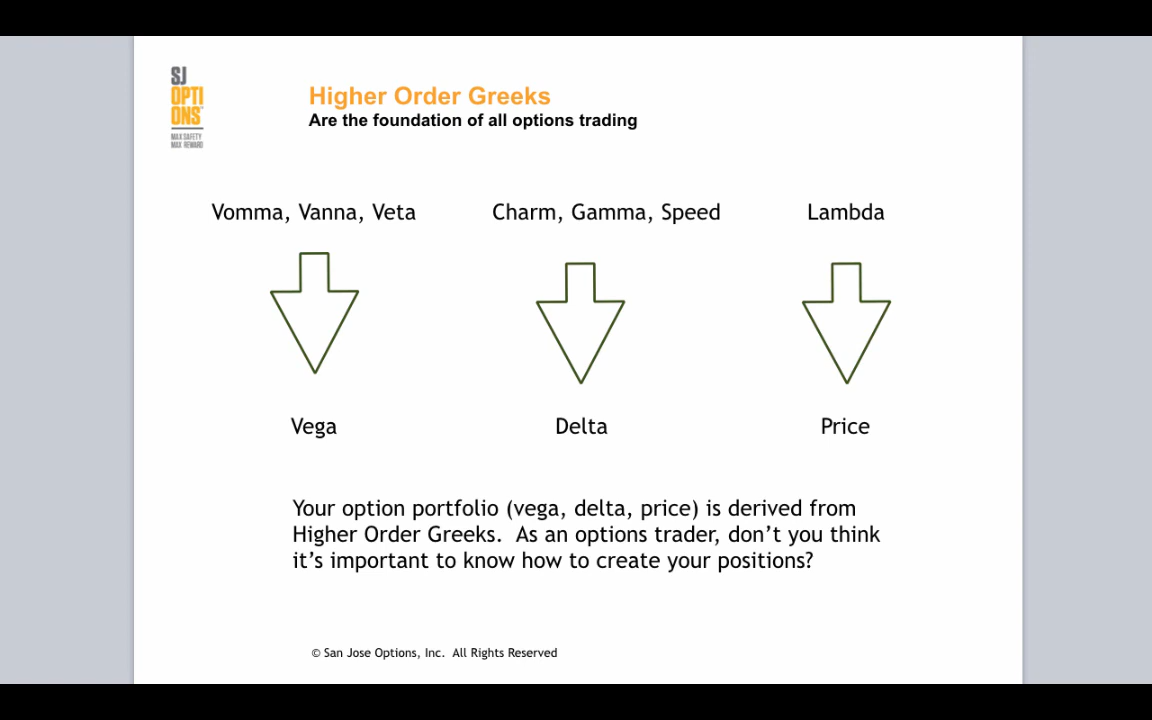 SJ
OPTI
ONS
MAX SAFETY
MAX REWARD
Higher Order Greeks
Are the foundation of all options trading
Vomma, Vanna, Veta
Charm, Gamma, Speed
Lambda
Vega
Delta
Price
Your option portfolio (vega, delta, price) is derived from
Higher Order Greeks.  As an options trader, don’t you think
it’s important to know how to create your positions?
© San Jose Options, Inc.  All Rights Reserved